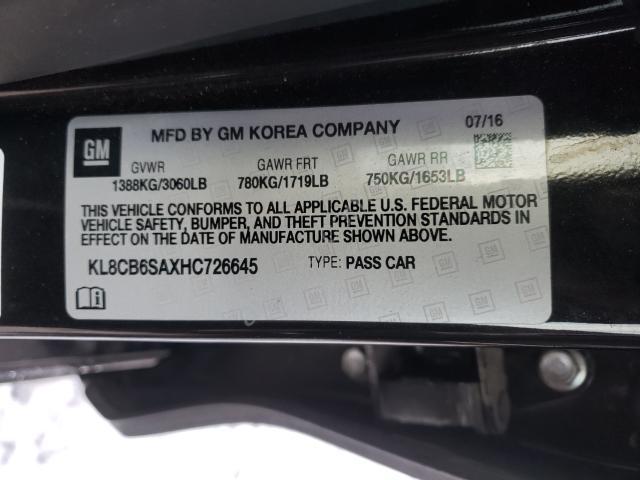 GM
MFD BY GM KOREA COMPANY
07/16
GVWR
GAWR FRT
GAWR RR
1388KG/3060LB
780KG/1719LB
750KG/1653LB
THIS VEHICLE CONFORMS TO ALL APPLICABLE U.S. FEDERAL MOTOR
VEHICLE SAFETY, BUMPER, AND THEFT PREVENTION STANDARDS IN
EFFECT ON THE DATE OF MANUFACTURE SHOWN ABOVE.
KL8CB6SAXHC726645
TYPE: PASS CAR